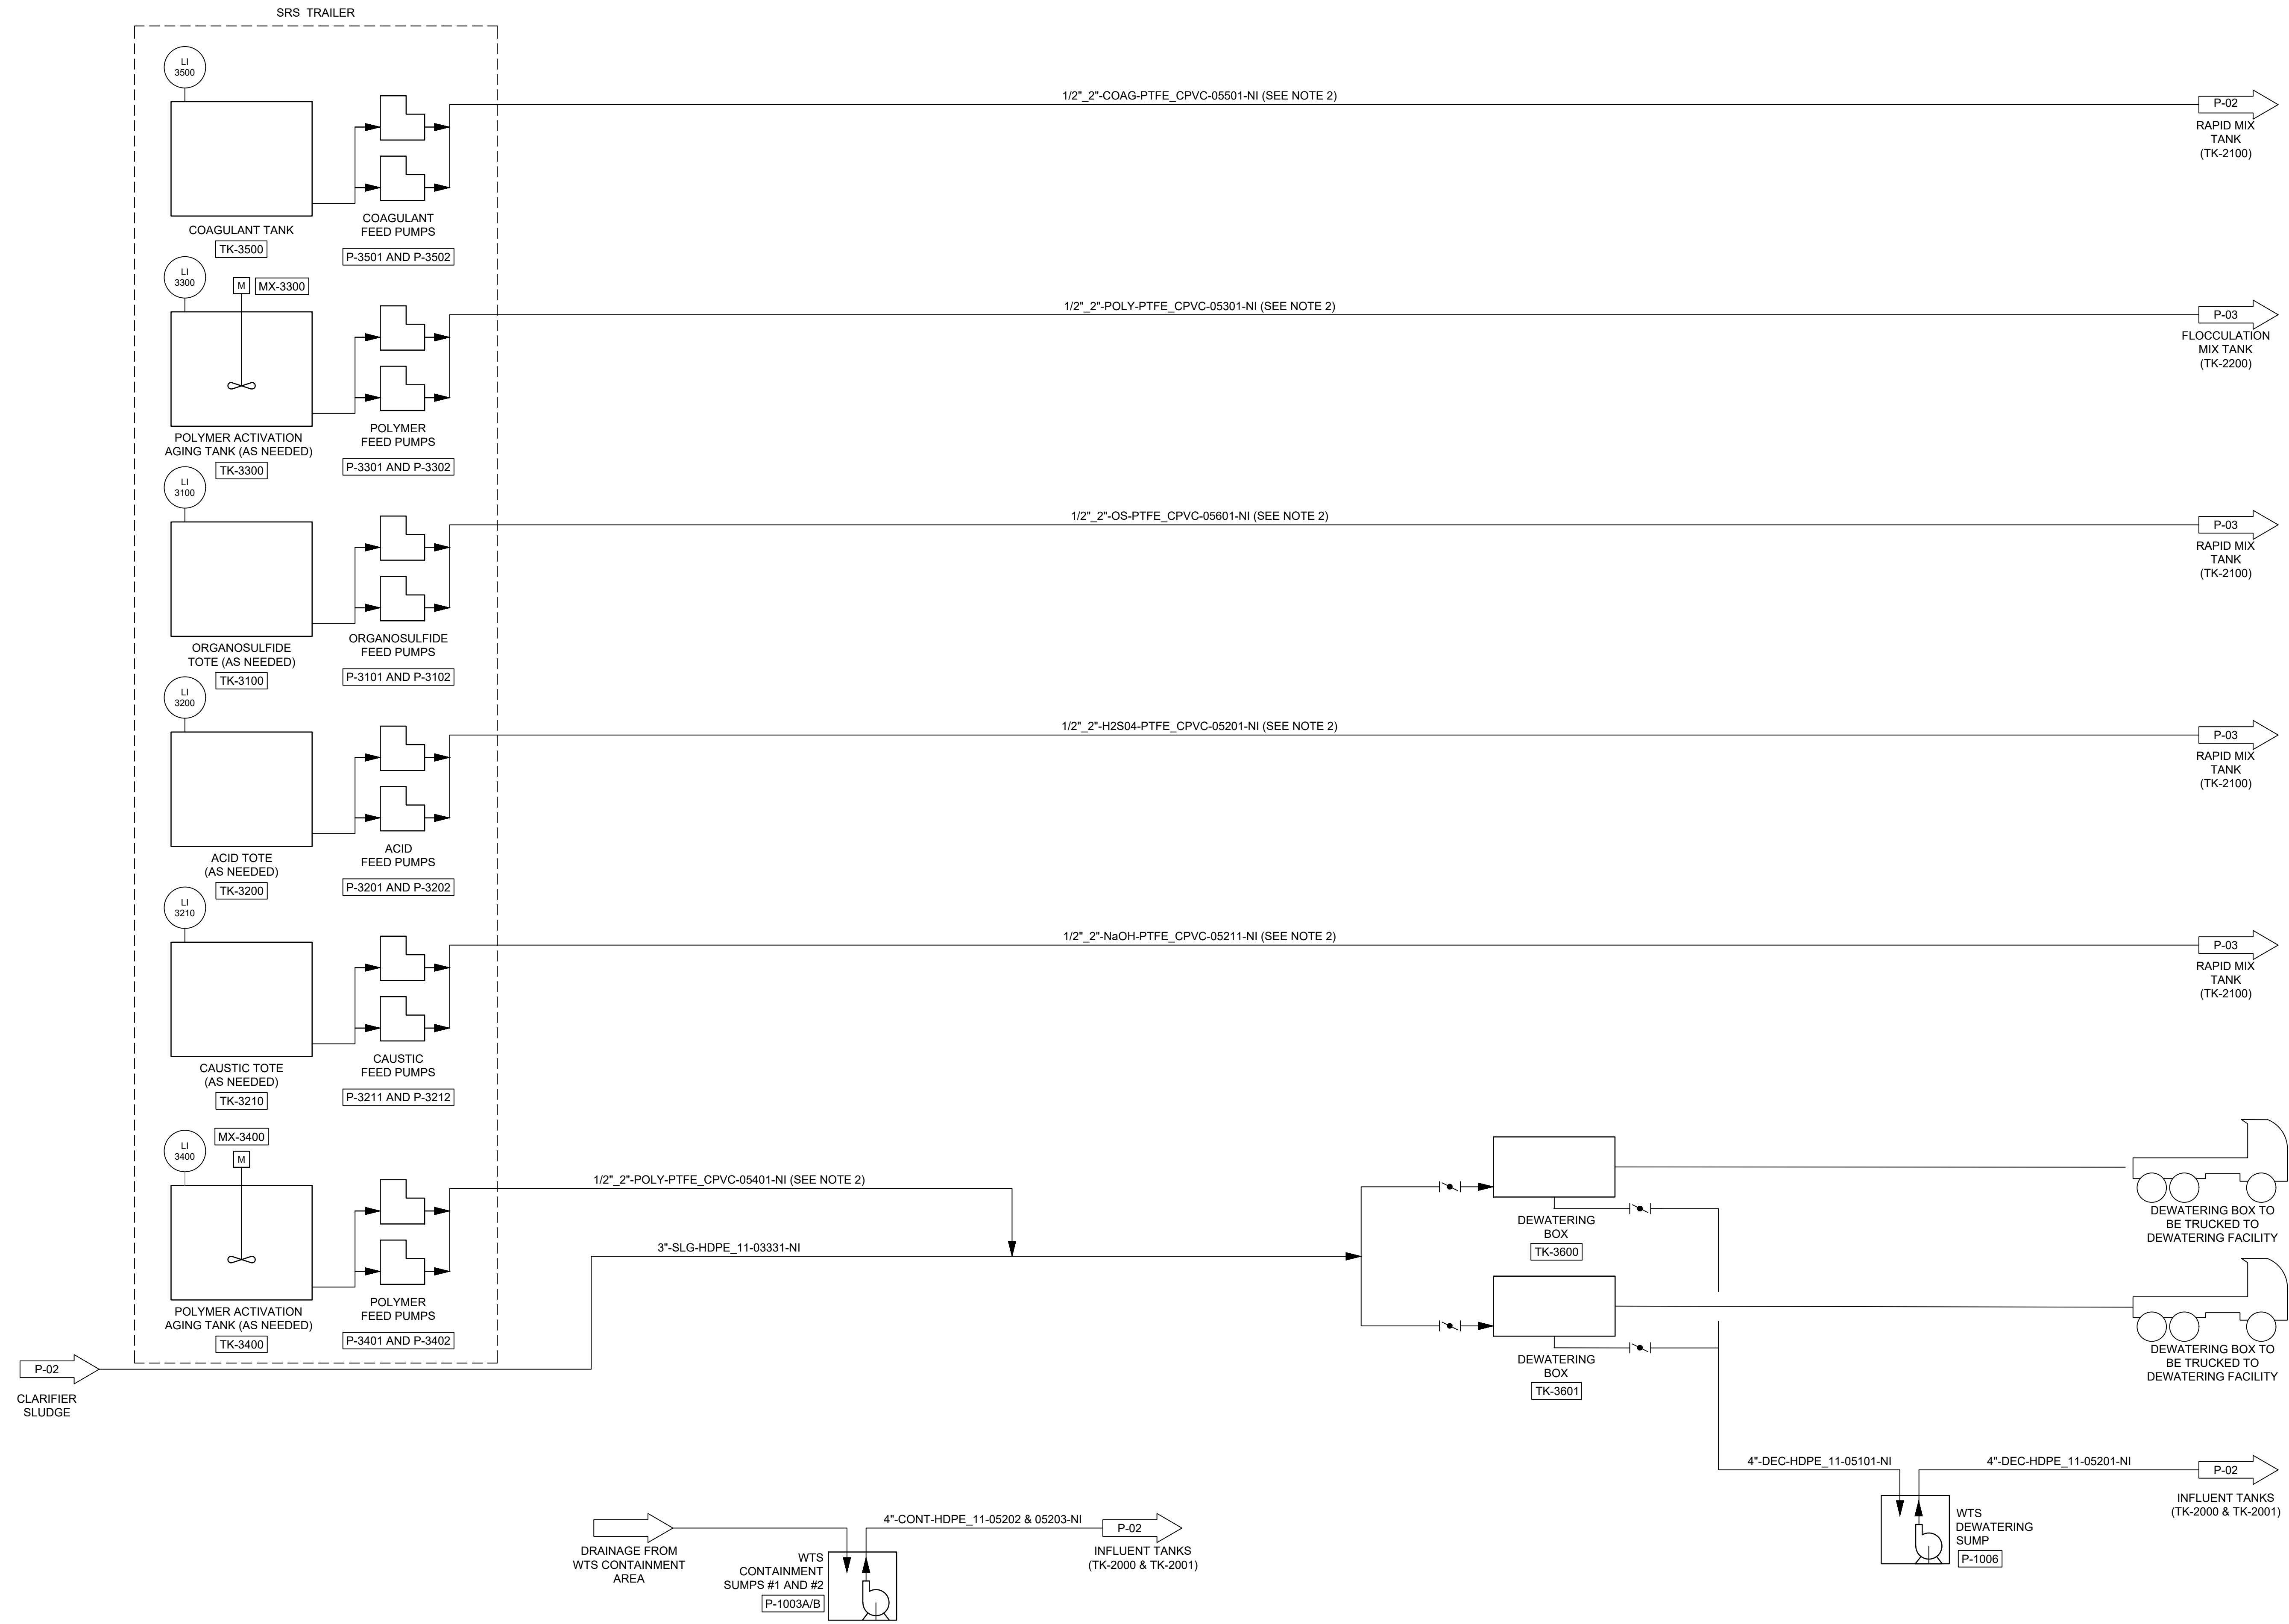 SRS TRAILER
LI
3500
COAGULANT TANK
TK-3500
COAGULANT
FEED PUMPS
P-3501 AND P-3502
1/2"_2"-COAG-PTFE_CPVC-05501-NI (SEE NOTE 2)
P-02
RAPID MIX
TANK
(TK-2100)
LI
3300
M
MX-3300
POLYMER ACTIVATION
AGING TANK (AS NEEDED)
TK-3300
POLYMER
FEED PUMPS
P-3301 AND P-3302
1/2"_2"-POLY-PTFE_CPVC-05301-NI (SEE NOTE 2)
P-03
FLOCCULATION
MIX TANK
(TK-2200)
LI
3100
ORGANOSULFIDE
TOTE (AS NEEDED)
TK-3100
ORGANOSULFIDE
FEED PUMPS
P-3101 AND P-3102
1/2"_2"-OS-PTFE_CPVC-05601-NI (SEE NOTE 2)
P-03
RAPID MIX
TANK
(TK-2100)
LI
3200
ACID TOTE
(AS NEEDED)
TK-3200
ACID
FEED PUMPS
P-3201 AND P-3202
1/2"_2"-H2S04-PTFE_CPVC-05201-NI (SEE NOTE 2)
P-03
RAPID MIX
TANK
(TK-2100)
LI
3210
CAUSTIC TOTE
(AS NEEDED)
TK-3210
CAUSTIC
FEED PUMPS
P-3211 AND P-3212
1/2"_2"-NaOH-PTFE_CPVC-05211-NI (SEE NOTE 2)
P-03
RAPID MIX
TANK
(TK-2100)
LI
3400
MX-3400
M
POLYMER ACTIVATION
AGING TANK (AS NEEDED)
TK-3400
POLYMER
FEED PUMPS
P-3401 AND P-3402
1/2"_2"-POLY-PTFE_CPVC-05401-NI (SEE NOTE 2)
3"-SLG-HDPE_11-03331-NI
P-02
CLARIFIER
SLUDGE
DEWATERING
BOX
TK-3600
DEWATERING BOX TO
BE TRUCKED TO
DEWATERING FACILITY
DEWATERING
BOX
TK-3601
DEWATERING BOX TO
BE TRUCKED TO
DEWATERING FACILITY
4"-DEC-HDPE_11-05101-NI
4"-DEC-HDPE_11-05201-NI
P-02
INFLUENT TANKS
(TK-2000 & TK-2001)
WTS
DEWATERING
SUMP
P-1006
DRAINAGE FROM
WTS CONTAINMENT
AREA
WTS
CONTAINMENT
SUMPS #1 AND #2
P-1003A/B
4"-CONT-HDPE_11-05202 & 05203-NI
P-02
INFLUENT TANKS
(TK-2000 & TK-2001)